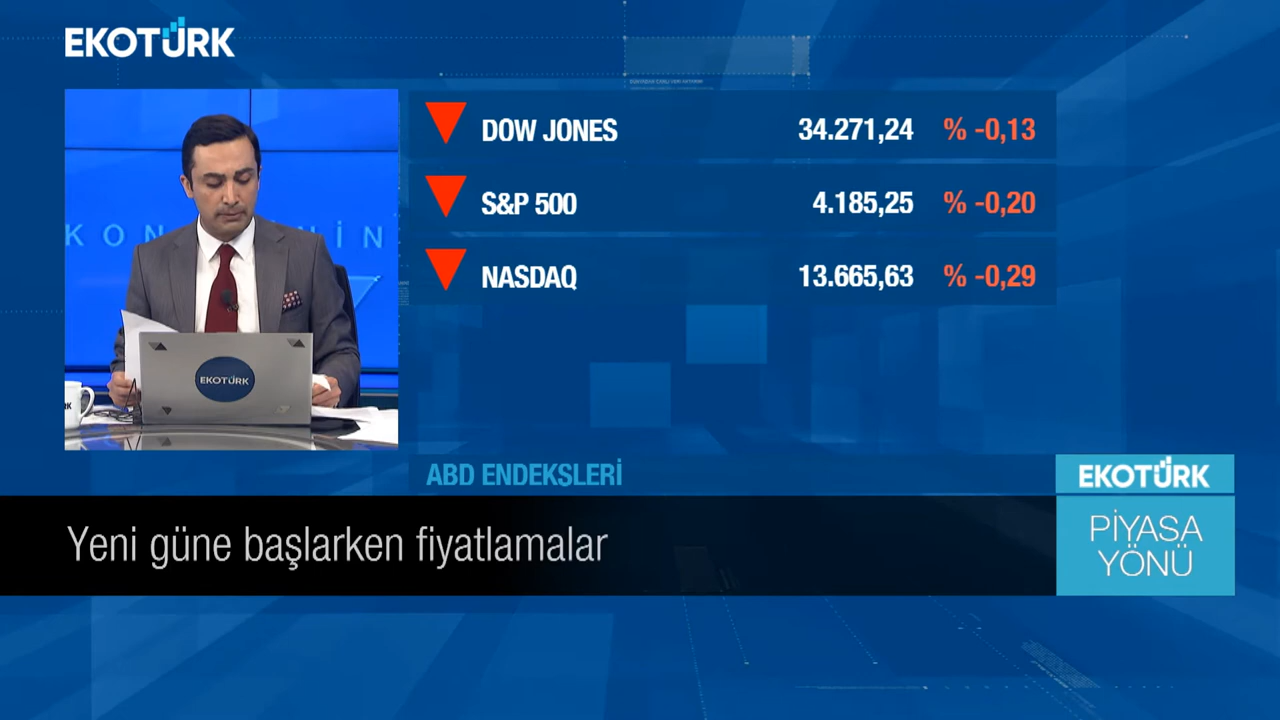 EKOTÜRK
DOW JONES 34.271,24 % -0,13
S&P 500 4.185,25 % -0,20
NASDAQ 13.665,63 % -0,29
EKOTÜRK
ABD ENDEKSLERİ
EKOTÜRK
Yeni güne başlarken fiyatlamalar
PİYASA
YÖNÜ